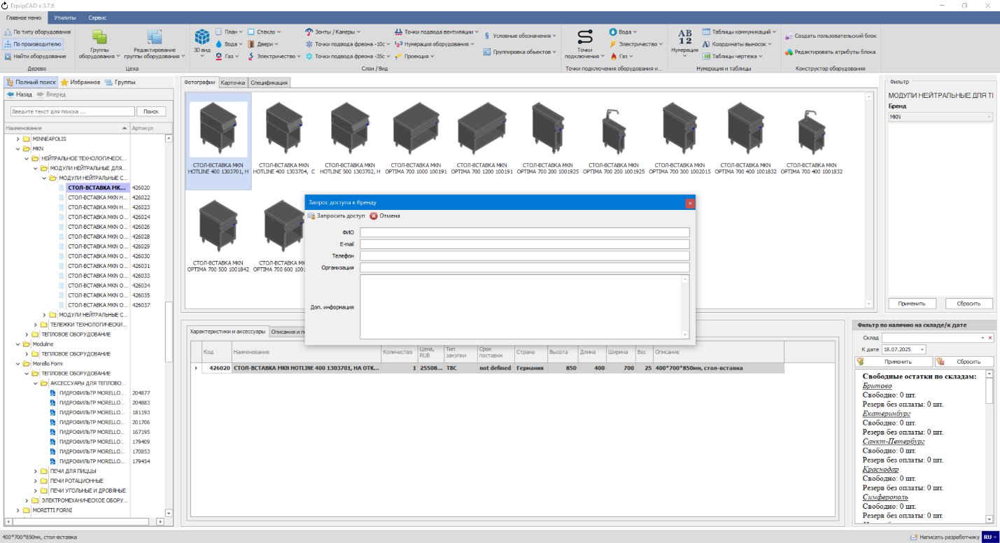 EquipCAD v.3.7.6
Главное меню Утилиты Сервис
По типу оборудования
По производителю
Найти оборудование
Дерево
Группы оборудования
Редактирование группы оборудования
Цеха
3D вид
План Стекло Зонты / Камеры Точки подвода вентиляции
Вода Двери Точки подвода фреона -10с Нумерация оборудования
Газ Электричество Точки подвода фреона -35с Проекция
§ Условные обозначения
Группировка объектов
Слои / Вид
Точки подключения
Вода
Электричество
Газ
Точки подключения оборудования и...
AB 12
Нумерация
Таблицы коммуникаций
Координаты выносок
Таблицы чертежа
Нумерация и таблицы
Создать пользовательский блок
Редактировать атрибуты блока
Конструктор оборудования
Полный поиск Избранное Группы
Назад Вперед
Введите текст для поиска ... Поиск
Наименование Артикул
MINNEAPOLIS
MKN
НЕЙТРАЛЬНОЕ ТЕХНОЛОГИЧЕСК...
МОДУЛИ НЕЙТРАЛЬНЫЕ ДЛЯ...
МОДУЛИ НЕЙТРАЛЬНЫЕ С...
СТОЛ-ВСТАВКА MK... 426020
СТОЛ-ВСТАВКА MKN H... 426022
СТОЛ-ВСТАВКА MKN H... 426023
СТОЛ-ВСТАВКА MKN O... 426024
СТОЛ-ВСТАВКА MKN O... 426026
СТОЛ-ВСТАВКА MKN O... 426028
СТОЛ-ВСТАВКА MKN O... 426029
СТОЛ-ВСТАВКА MKN O... 426030
СТОЛ-ВСТАВКА MKN O... 426031
СТОЛ-ВСТАВКА MKN O... 426033
СТОЛ-ВСТАВКА MKN O... 426034
СТОЛ-ВСТАВКА MKN O... 426035
СТОЛ-ВСТАВКА MKN O... 426037
МОДУЛИ НЕЙТРАЛЬНЫЕ С...
ТЕЛЕЖКИ ТЕХНОЛОГИЧЕСКИ...
ТЕПЛОВОЕ ОБОРУДОВАНИЕ
Moduline
ТЕПЛОВОЕ ОБОРУДОВАНИЕ
Morello Forni
ТЕПЛОВОЕ ОБОРУДОВАНИЕ
АКСЕССУАРЫ ДЛЯ ТЕПЛОВО...
ГИДРОФИЛЬТР MORELLO... 204877
ГИДРОФИЛЬТР MORELLO... 204883
ГИДРОФИЛЬТР MORELLO... 181193
ГИДРОФИЛЬТР MORELLO... 201706
ГИДРОФИЛЬТР MORELLO... 167195
ГИДРОФИЛЬТР MORELLO... 179409
ГИДРОФИЛЬТР MORELLO... 170853
ГИДРОФИЛЬТР MORELLO... 179454
ПЕЧИ ДЛЯ ПИЦЦЫ
ПЕЧИ РОТАЦИОННЫЕ
ПЕЧИ УГОЛЬНЫЕ И ДРОВЯНЫЕ
ЭЛЕКТРОМЕХАНИЧЕСКОЕ ОБОРУ...
MORETTI FORNI
Фотографии Карточка Спецификация
СТОЛ-ВСТАВКА MKN HOTLINE 400 1303701, Н
СТОЛ-ВСТАВКА MKN HOTLINE 400 1303704, С
СТОЛ-ВСТАВКА MKN HOTLINE 500 1303702, Н
СТОЛ-ВСТАВКА MKN OPTIMA 700 1000 100191
СТОЛ-ВСТАВКА MKN OPTIMA 700 1200 100191
СТОЛ-ВСТАВКА MKN OPTIMA 700 200 1001925
СТОЛ-ВСТАВКА MKN OPTIMA 700 200 1001925
СТОЛ-ВСТАВКА MKN OPTIMA 700 300 1002015
СТОЛ-ВСТАВКА MKN OPTIMA 700 400 1001832
СТОЛ-ВСТАВКА MKN OPTIMA 700 400 1001832
СТОЛ-ВСТАВКА MKN OPTIMA 700 500 1001842
СТОЛ-ВСТАВКА MKN OPTIMA 700 600 100
Запрос доступа к бренду
Запросить доступ Отмена
ФИО
E-mail
Телефон
Организация
Доп. информация
Характеристики и аксессуары Описания и
Код Наименование Количество Цена, RUB Тип закупки Срок поставки Страна Высота Длина Ширина Вес Описание
426020 СТОЛ-ВСТАВКА MKN HOTLINE 400 1303701, НА ОТК... 1 25508... TBC not defined Германия 850 400 700 25 400*700*850мм, стол-вставка
Фильтр
МОДУЛИ НЕЙТРАЛЬНЫЕ ДЛЯ ТІ
Бренд
MKN
Применить Сбросить
Фильтр по наличию на складе/к дате
Склад
К дате 18.07.2025
Применить Сбросить
Свободные остатки по складам:
Бритово
Свободно: 0 шт.
Резерв без оплаты: 0 шт.
Екатеринбург
Свободно: 0 шт.
Резерв без оплаты: 0 шт.
Санкт-Петербург
Свободно: 0 шт.
Резерв без оплаты: 0 шт.
Краснодар
Свободно: 0 шт.
Резерв без оплаты: 0 шт.
Симферополь
Свободно: 0 шт.
Резерв без оплаты: 0 шт.
400*700*850мм, стол-вставка
Написать разработчику RU